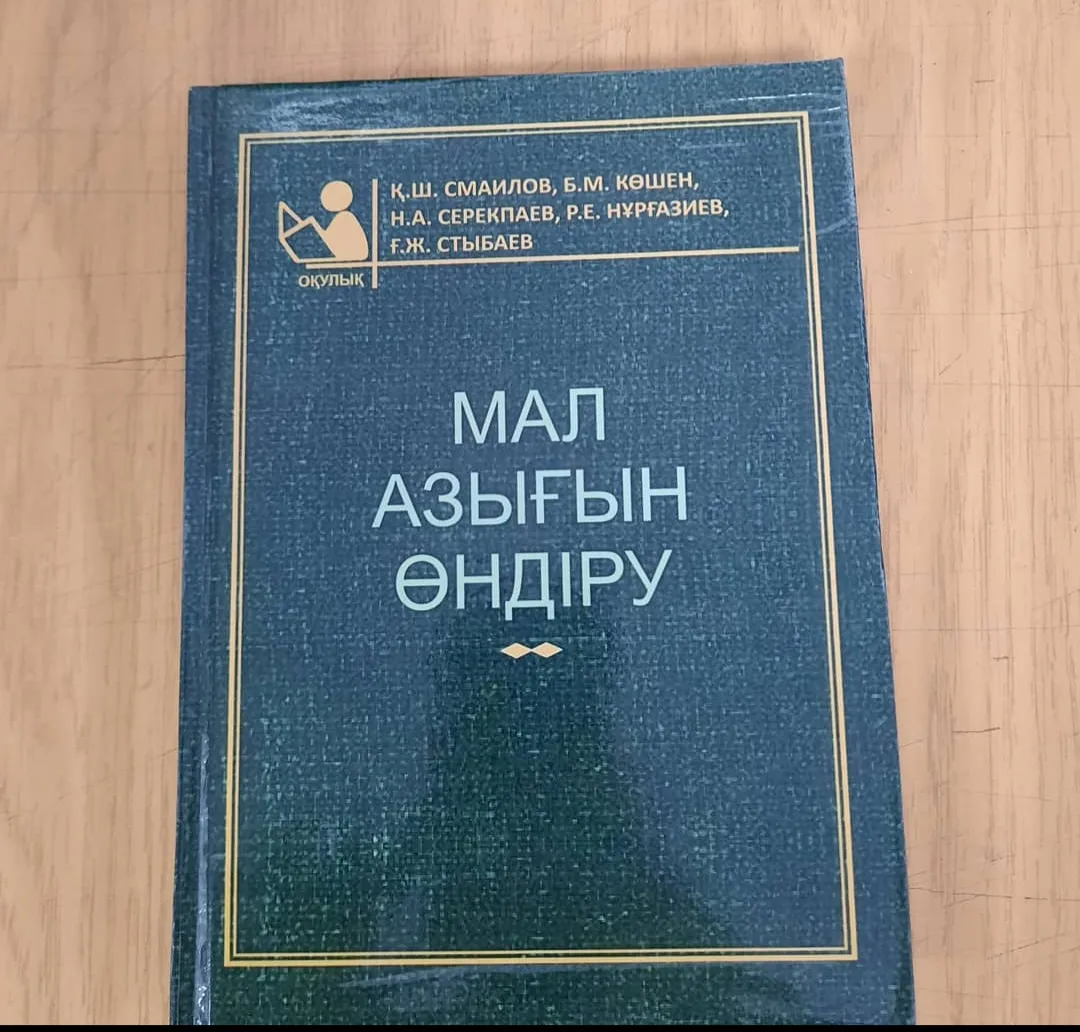 Қ.Ш. СМАИЛОВ, Б.М. КӨШЕН,
Н.А. СЕРЕКПАЕВ, Р.Е. НҰРҒАЗИЕВ,
Ғ.Ж. СТЫБАЕВ
ОҚУЛЫҚ
МАЛ
АЗЫҒЫН
ӨНДІРУ